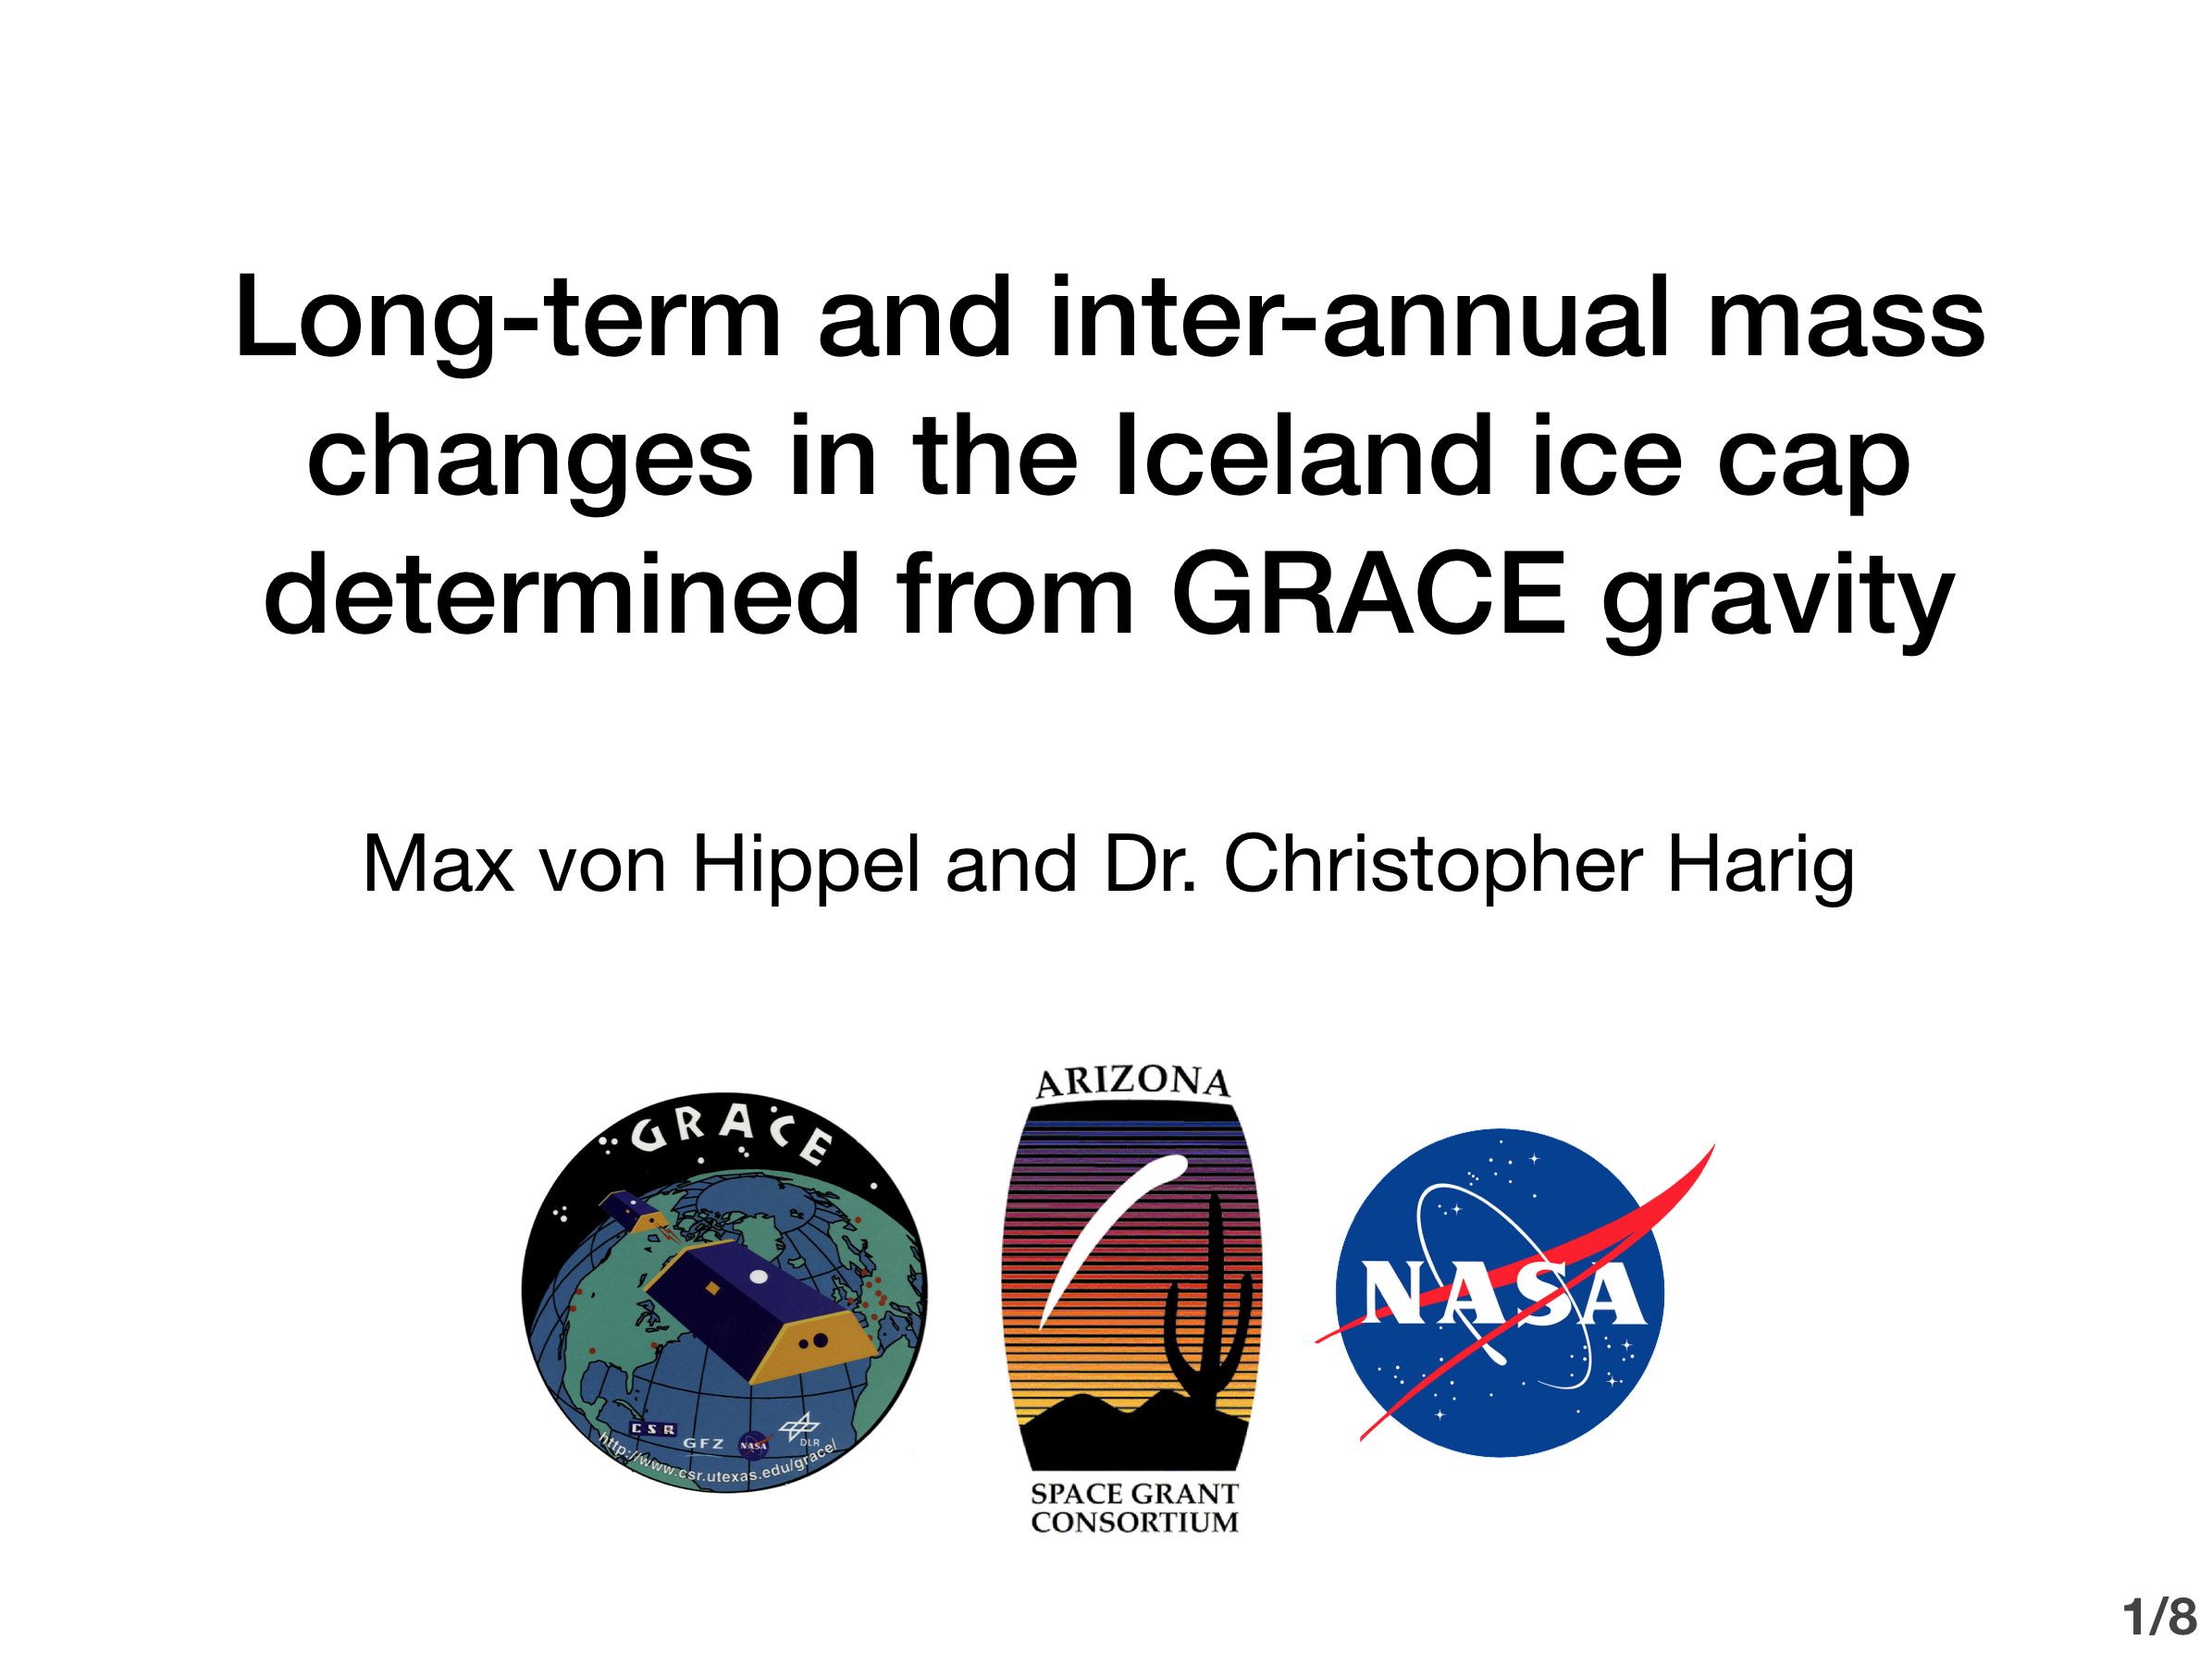 Long-term and inter-annual mass
changes in the Iceland ice cap
determined from GRACE gravity
Max von Hippel and Dr. Christopher Harig
GRACE
CSR
GFZ
NASA
DLR
http://www.csr.utexas.edu/grace/
ARIZONA
SPACE GRANT
CONSORTIUM
NASA
1/8